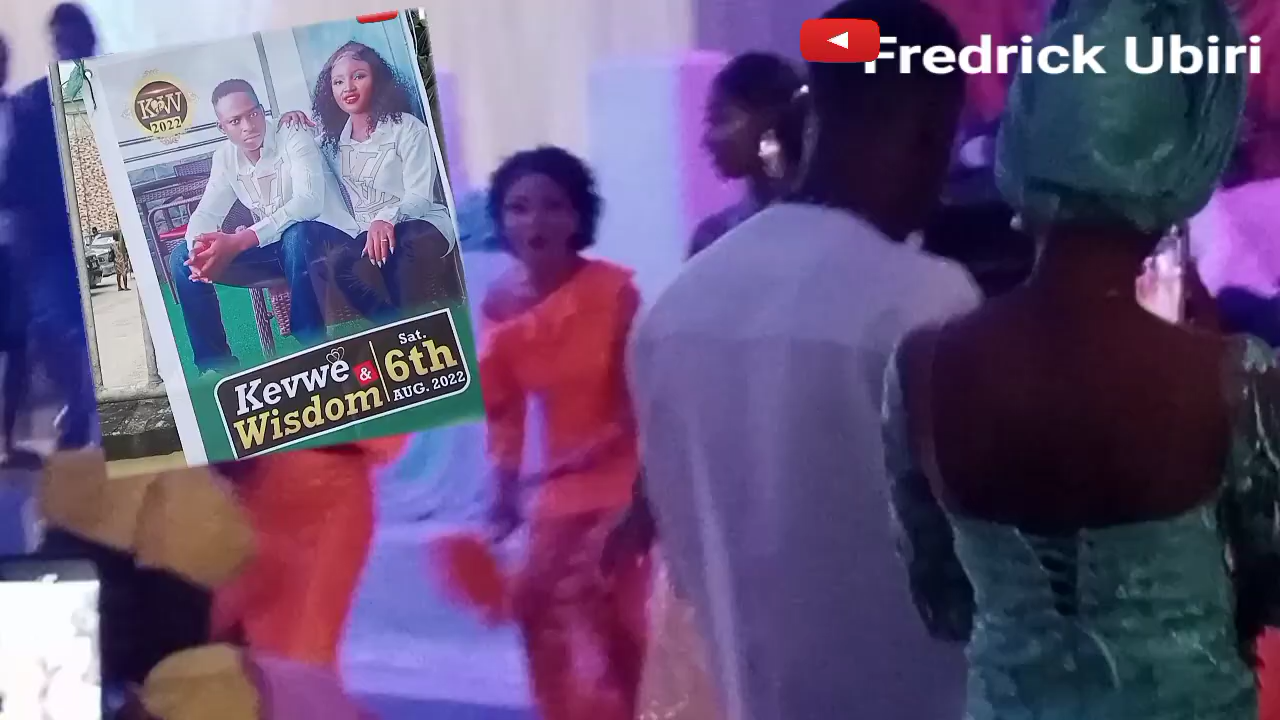 Fredrick Ubiri
K&W
2022
Kevwe &
Wisdom
Sat.
6th
AUG. 2022